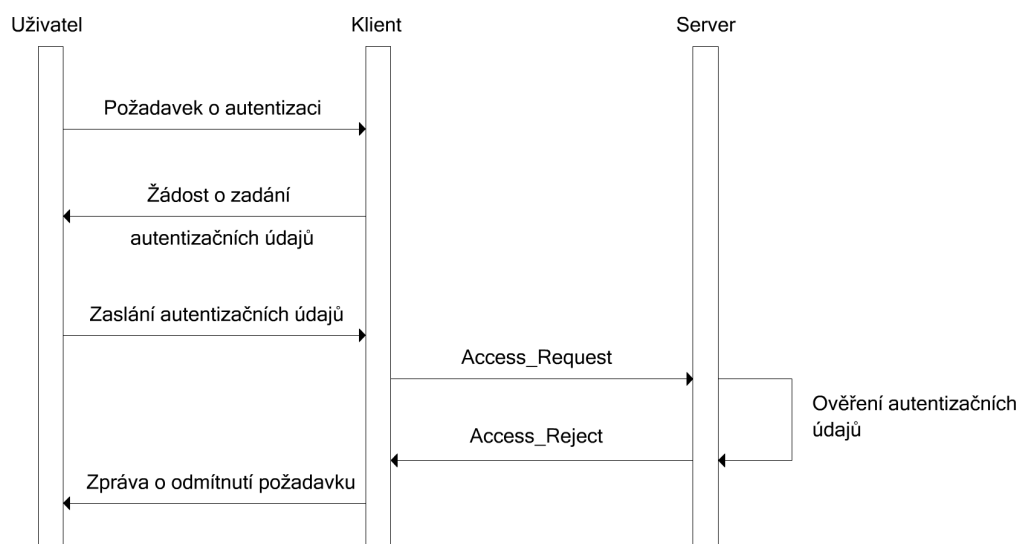 Uživatel
Klient
Server
Požadavek o autentizaci
Žádost o zadání
autentizačních údajů
Zaslání autentizačních údajů
Access_Request
Ověření autentizačních
údajů
Access_Reject
Zpráva o odmítnutí požadavku